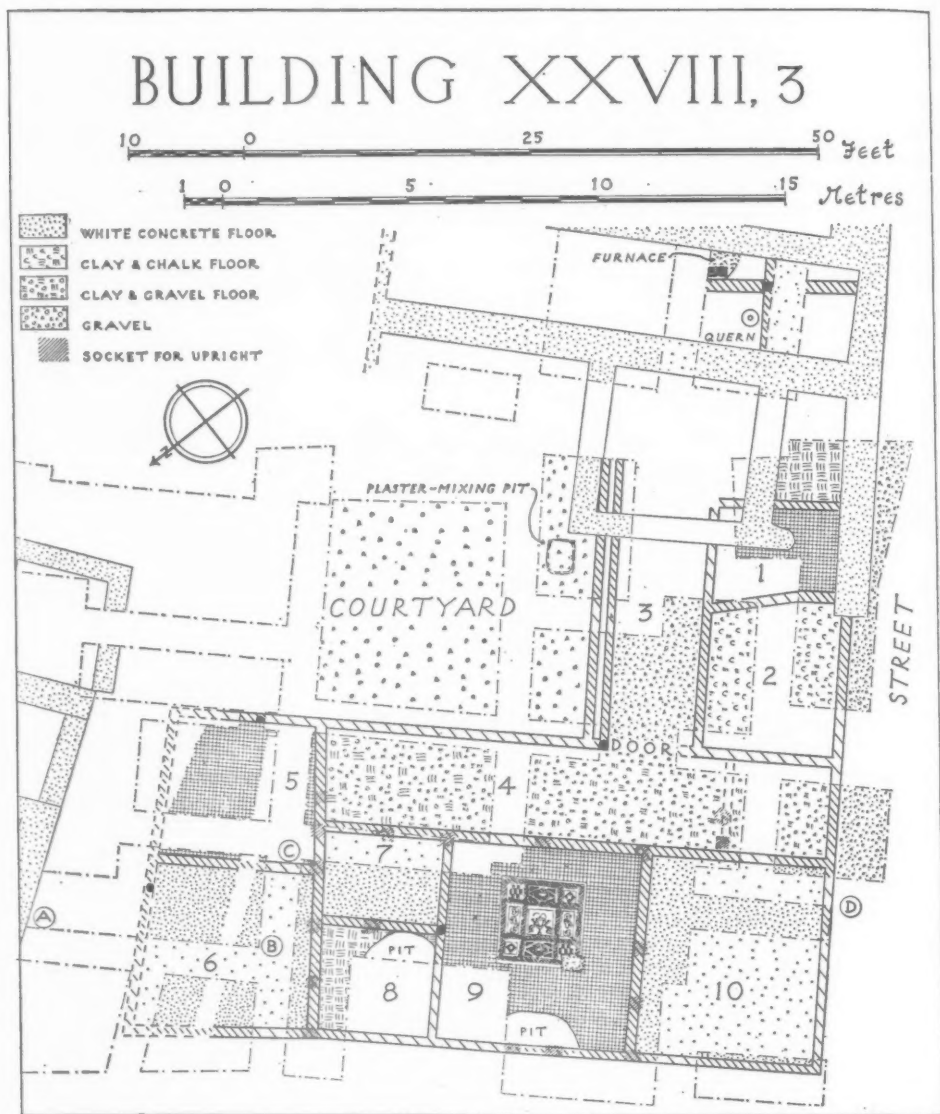 BUILDING XXVIII, 3
10 0 25 50 Feet
1 0 5 10 15 Metres
WHITE CONCRETE FLOOR
CLAY & CHALK FLOOR
CLAY & GRAVEL FLOOR
GRAVEL
SOCKET FOR UPRIGHT
FURNACE
QUERN
N
PLASTER-MIXING PIT
COURTYARD
1
3
2
STREET
DOOR
5
4
C
7
A
B
D
6
PIT
8
9
10
PIT